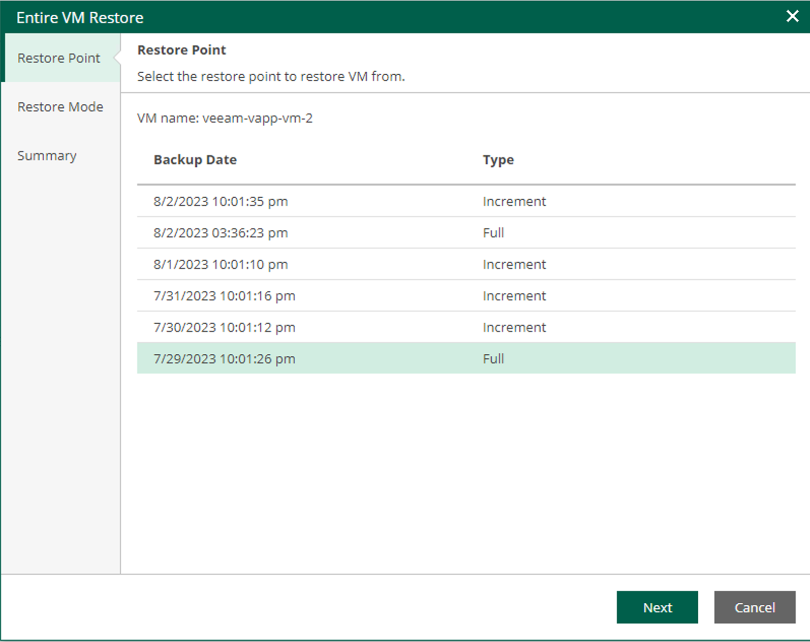 Entire VM Restore
Restore Point
Restore Mode
Summary
Restore Point
Select the restore point to restore VM from.
VM name: veeam-vapp-vm-2
Backup Date Type
8/2/2023 10:01:35 pm Increment
8/2/2023 03:36:23 pm Full
8/1/2023 10:01:10 pm Increment
7/31/2023 10:01:16 pm Increment
7/30/2023 10:01:12 pm Increment
7/29/2023 10:01:26 pm Full
Next Cancel